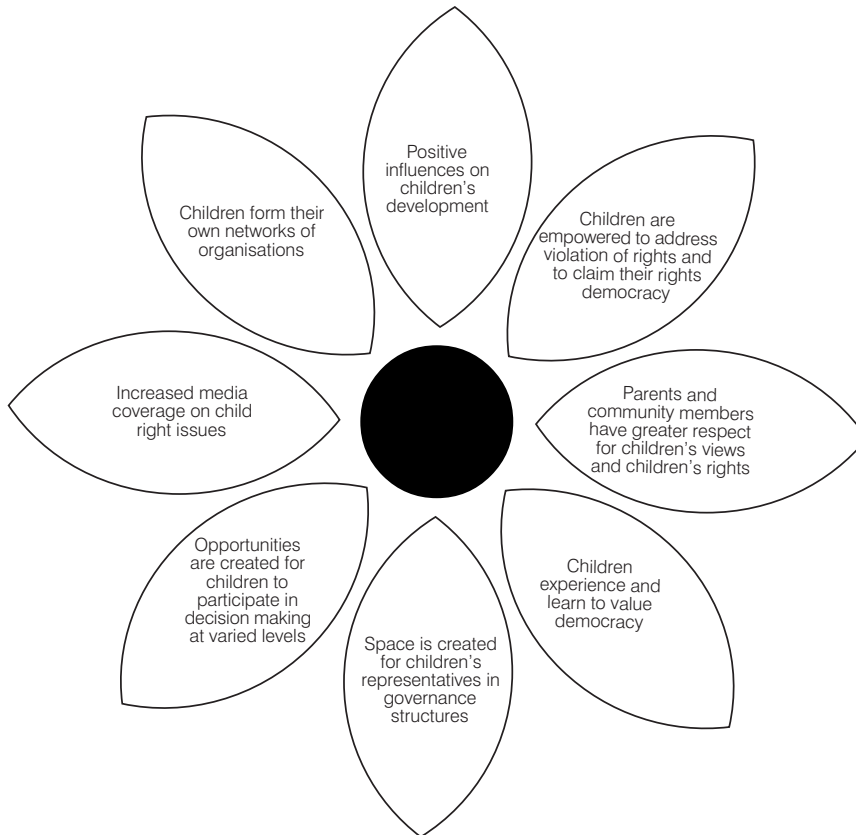 Positive
influences on
children's
development
Children are
empowered to address
violation of rights and
to claim their rights
democracy
Parents and
community members
have greater respect
for children's views
and children's rights
Children
experience and
learn to value
democracy
Space is created
for children's
representatives in
governance
structures
Opportunities
are created for
children to
participate in
decision making
at varied levels
Increased media
coverage on child
right issues
Children form their
own networks of
organisations